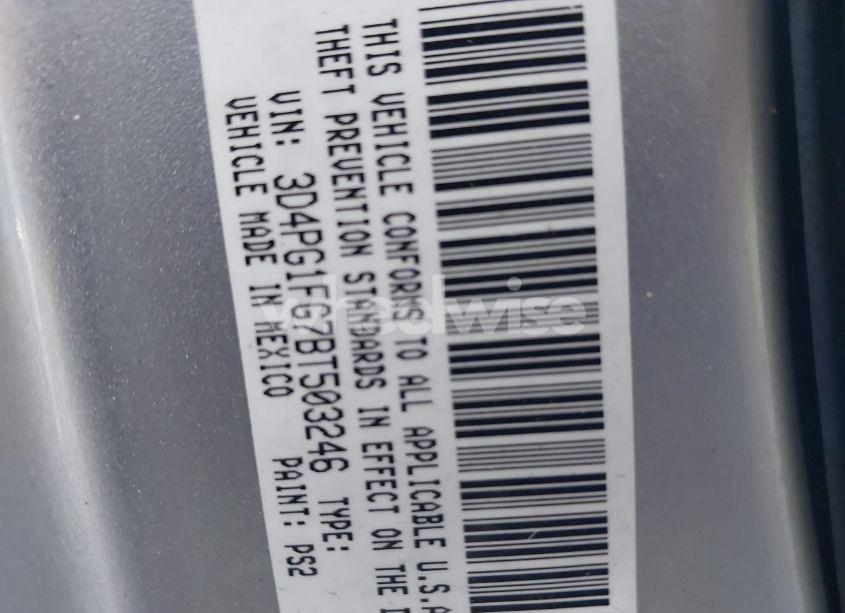 THIS VEHICLE CONFORMS TO ALL APPLICABLE U.S.A
THEFT PREVENTION STANDARDS IN EFFECT ON THE
VIN: 3D4PG1FG7BT503246 TYPE:
VEHICLE MADE IN MEXICO PAINT: PS2
wheelwise